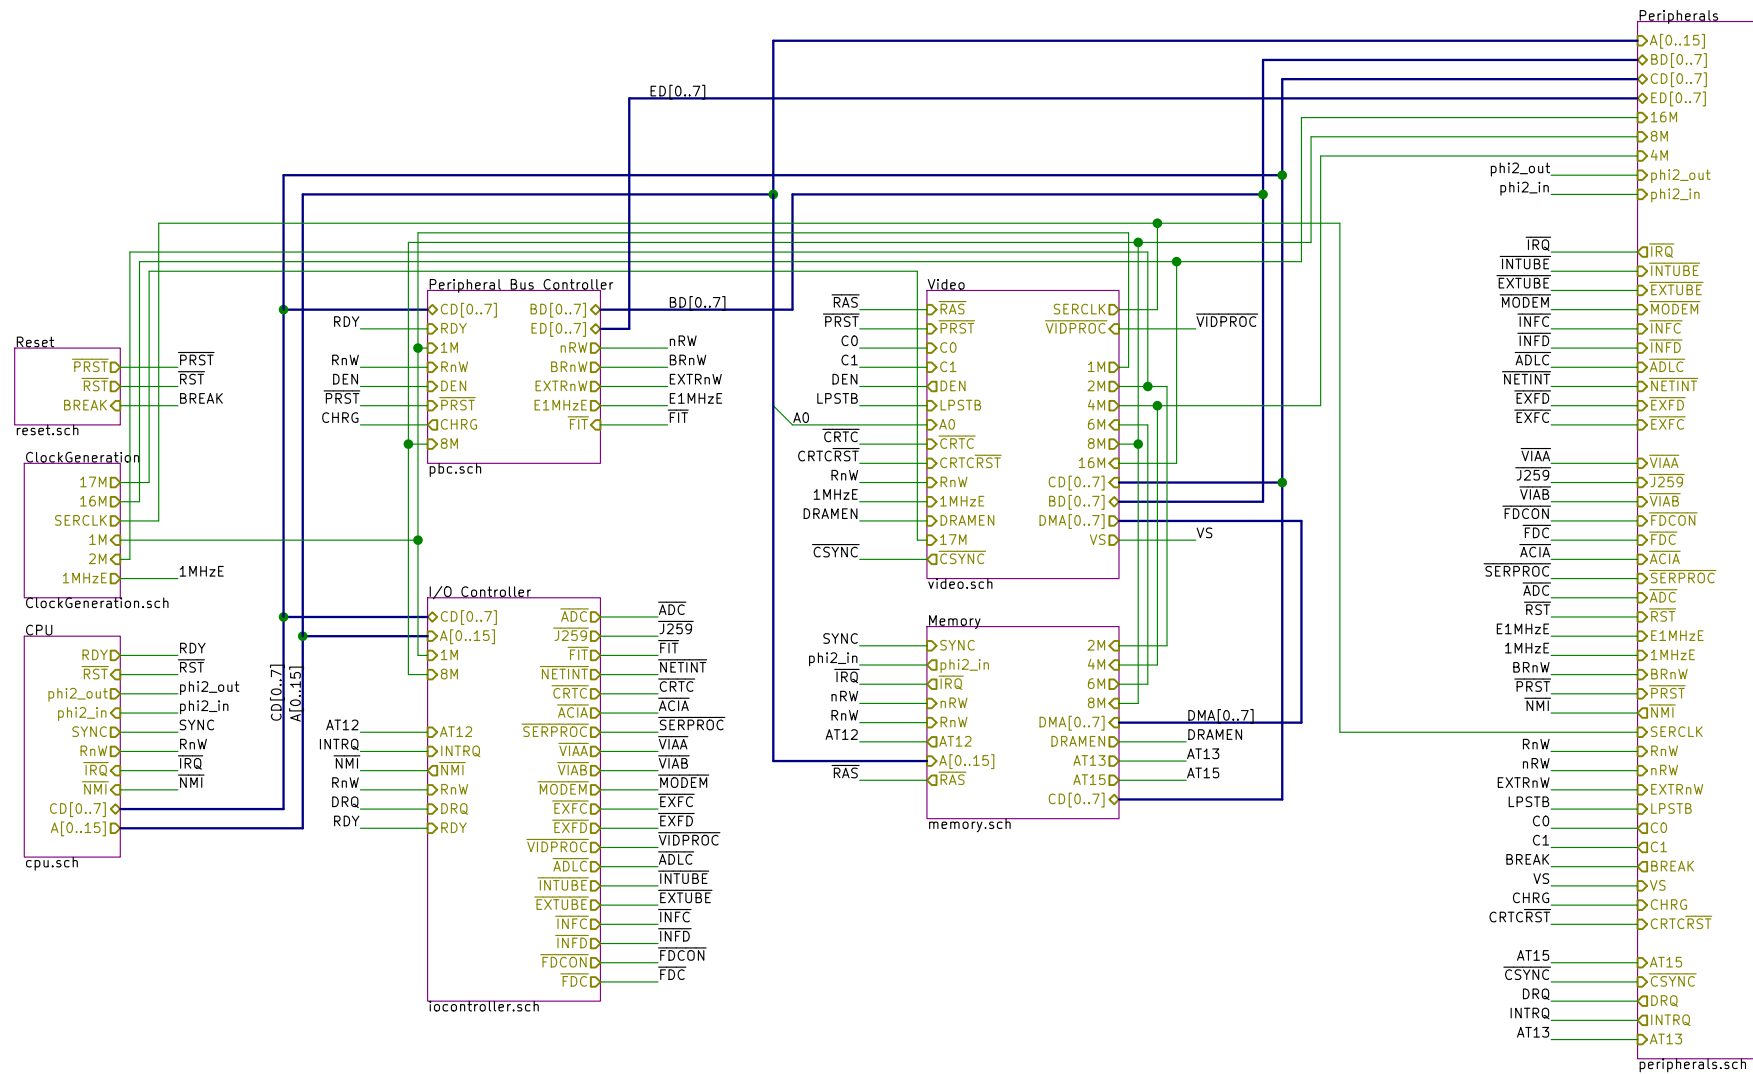 Peripherals
A[0..15]
BD[0..7]
CD[0..7]
ED[0..7]
16M
8M
4M
phi2_out phi2_out
phi2_in phi2_in
IRQ IRQ
INTUBE INTUBE
EXTUBE EXTUBE
MODEM MODEM
INFC INFC
INFD INFD
ADLC ADLC
NETINT NETINT
EXFD EXFD
EXFC EXFC
VIAA VIAA
J259 J259
VIAB VIAB
FDCON FDCON
FDC FDC
ACIA ACIA
SERPROC SERPROC
ADC ADC
RST RST
E1MHzE E1MHzE
1MHzE 1MHzE
BRnW BRnW
PRST PRST
NMI NMI
SERCLK
RnW RnW
nRW nRW
EXTRnW EXTRnW
LPSTB LPSTB
C0 C0
C1 C1
BREAK BREAK
VS VS
CHRG CHRG
CRTCRST CRTCRST
AT15 AT15
CSYNC CSYNC
DRQ DRQ
INTRQ INTRQ
AT13 AT13
peripherals.sch
ED[0..7]
Peripheral Bus Controller
CD[0..7] BD[0..7] BD[0..7]
RDY RDY ED[0..7]
1M nRW nRW
RnW RnW BRnW BRnW
DEN DEN EXTRnW EXTRnW
PRST PRST E1MHzE E1MHzE
CHRG CHRG FIT FIT
8M
pbc.sch
Video
RAS RAS SERCLK
PRST PRST VIDPROC VIDPROC
C0 C0
C1 C1 1M
DEN DEN 2M
LPSTB LPSTB 4M
A0 A0 6M
CRTC CRTC 8M
CRTCRST CRTCRST 16M
RnW RnW CD[0..7]
1MHzE 1MHzE BD[0..7]
DRAMEN DRAMEN DMA[0..7]
17M VS VS
CSYNC CSYNC
video.sch
Reset
PRST PRST
RST RST
BREAK BREAK
reset.sch
ClockGeneration
17M
16M
SERCLK
1M
2M
1MHzE 1MHzE
ClockGeneration.sch
CPU
RDY RDY
RST RST
phi2_out phi2_out
phi2_in phi2_in
SYNC SYNC
RnW RnW
IRQ IRQ
NMI NMI
CD[0..7]
A[0..15]
cpu.sch
CD[0..7]
A[0..15]
I/O Controller
CD[0..7] ADC ADC
A[0..15] J259 J259
1M FIT FIT
8M NETINT NETINT
CRTC CRTC
ACIA ACIA
AT12 AT12 SERPROC SERPROC
INTRQ INTRQ VIAA VIAA
NMI NMI VIAB VIAB
RnW RnW MODEM MODEM
DRQ DRQ EXFC EXFC
RDY RDY EXFD EXFD
VIDPROC VIDPROC
ADLC ADLC
INTUBE INTUBE
EXTUBE EXTUBE
INFC INFC
INFD INFD
FDCON FDCON
FDC FDC
iocontroller.sch
Memory
SYNC SYNC 2M
phi2_in phi2_in 4M
IRQ IRQ 6M
nRW nRW 8M
RnW RnW DMA[0..7] DMA[0..7]
AT12 AT12 DRAMEN DRAMEN
A[0..15] AT13 AT13
RAS RAS AT15 AT15
CD[0..7]
memory.sch